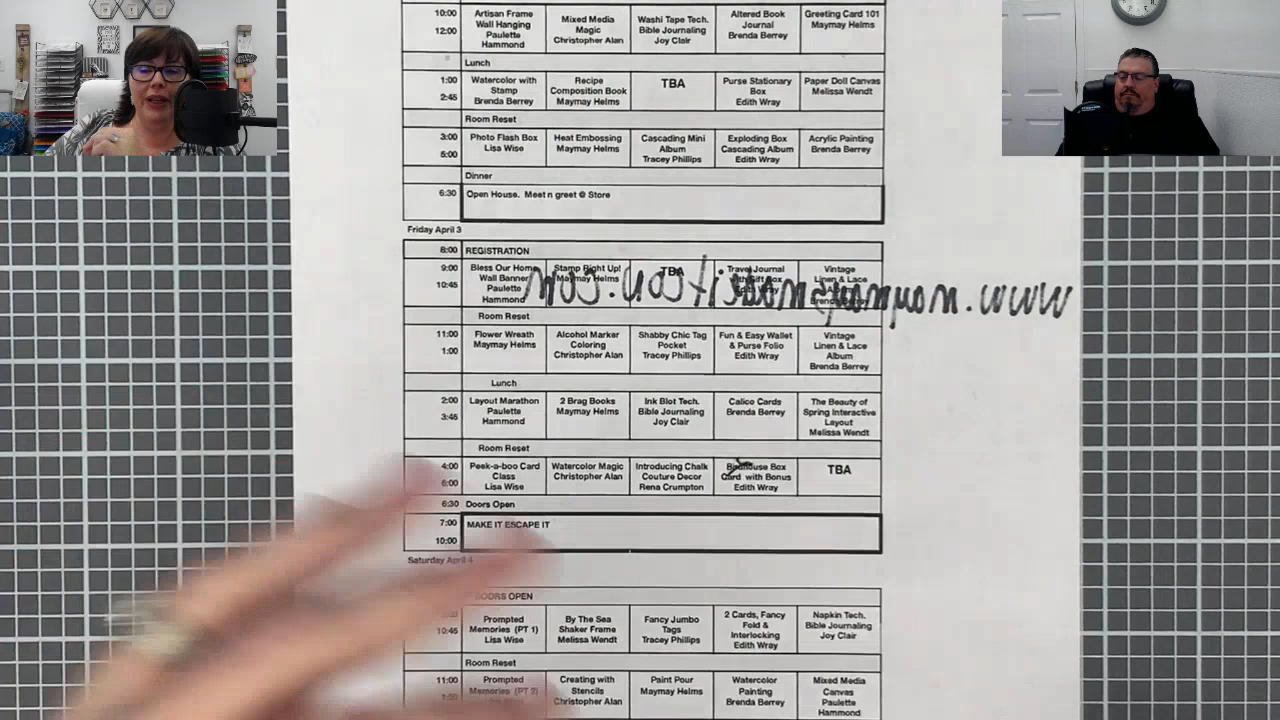 10:00 12:00 Artisan Frame Wall Hanging Paulette Hammond | Mixed Media Magic Christopher Alan | Washi Tape Tech. Bible Journaling Joy Clair | Altered Book Journal Brenda Berrey | Greeting Card 101 Maymay Helms
Lunch
1:00 2:45 Watercolor with Stamp Brenda Berrey | Recipe Composition Book Maymay Helms | TBA | Purse Stationary Box Edith Wray | Paper Doll Canvas Melissa Wendt
Room Reset
3:00 5:00 Photo Flash Box Lisa Wise | Heat Embossing Maymay Helms | Cascading Mini Album Tracey Phillips | Exploding Box Cascading Album Edith Wray | Acrylic Painting Brenda Berrey
Dinner
6:30 Open House. Meet n greet @ Store
Friday April 3
8:00 REGISTRATION
9:00 10:45 Bless Our Home Wall Banner Paulette Hammond | Stamp Right Up! Maymay Helms | TBA | Travel Journal with Gift Box Edith Wray | Vintage Linen & Lace Brenda Berrey
Room Reset
11:00 1:00 Flower Wreath Maymay Helms | Alcohol Marker Coloring Christopher Alan | Shabby Chic Tag Pocket Tracey Phillips | Fun & Easy Wallet & Purse Folio Edith Wray | Vintage Linen & Lace Album Brenda Berrey
Lunch
2:00 3:45 Layout Marathon Paulette Hammond | 2 Brag Books Maymay Helms | Ink Blot Tech. Bible Journaling Joy Clair | Calico Cards Brenda Berrey | The Beauty of Spring Interactive Layout Melissa Wendt
Room Reset
4:00 6:00 Peek-a-boo Card Class Lisa Wise | Watercolor Magic Christopher Alan | Introducing Chalk Couture Decor Rena Crumpton | Birdhouse Box Card with Bonus Edith Wray | TBA
6:30 Doors Open
7:00 10:00 MAKE IT ESCAPE IT
Saturday April 4
DOORS OPEN
10:45 Prompted Memories (PT 1) Lisa Wise | By The Sea Shaker Frame Melissa Wendt | Fancy Jumbo Tags Tracey Phillips | 2 Cards, Fancy Fold & Interlocking Edith Wray | Napkin Tech. Bible Journaling Joy Clair
Room Reset
11:00 Prompted Memories (PT 2) | Creating with Stencils Christopher Alan | Paint Pour Maymay Helms | Watercolor Painting Brenda Berrey | Mixed Media Canvas Paulette Hammond